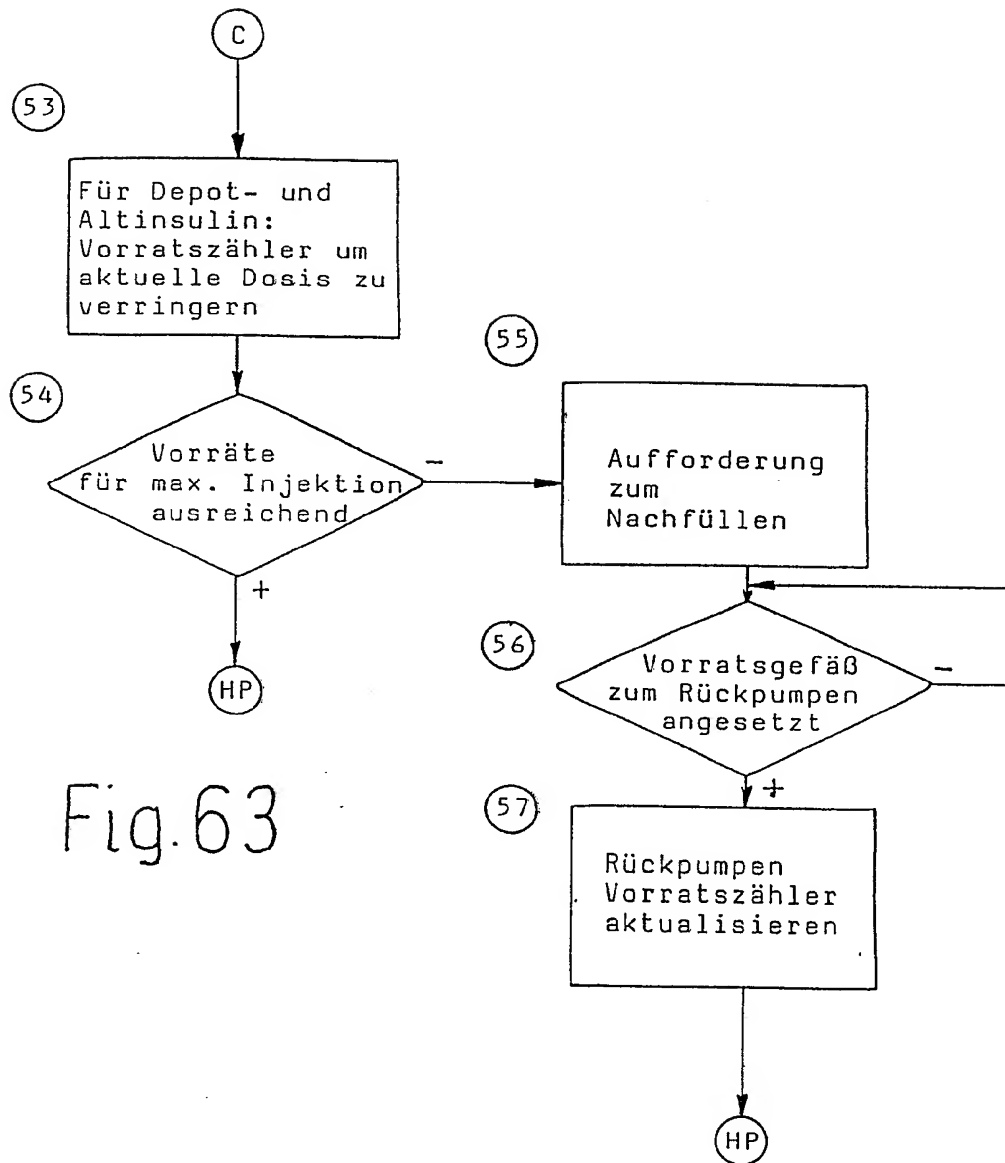 C
53
Für Depot- und
Altinsulin:
Vorratszähler um
aktuelle Dosis zu
verringern
54
Vorräte
für max. Injektion
ausreichend
-
+
HP
55
Aufforderung
zum
Nachfüllen
56
Vorratsgefäß
zum Rückpumpen
angesetzt
-
+
57
Rückpumpen
Vorratszähler
aktualisieren
HP
Fig. 63